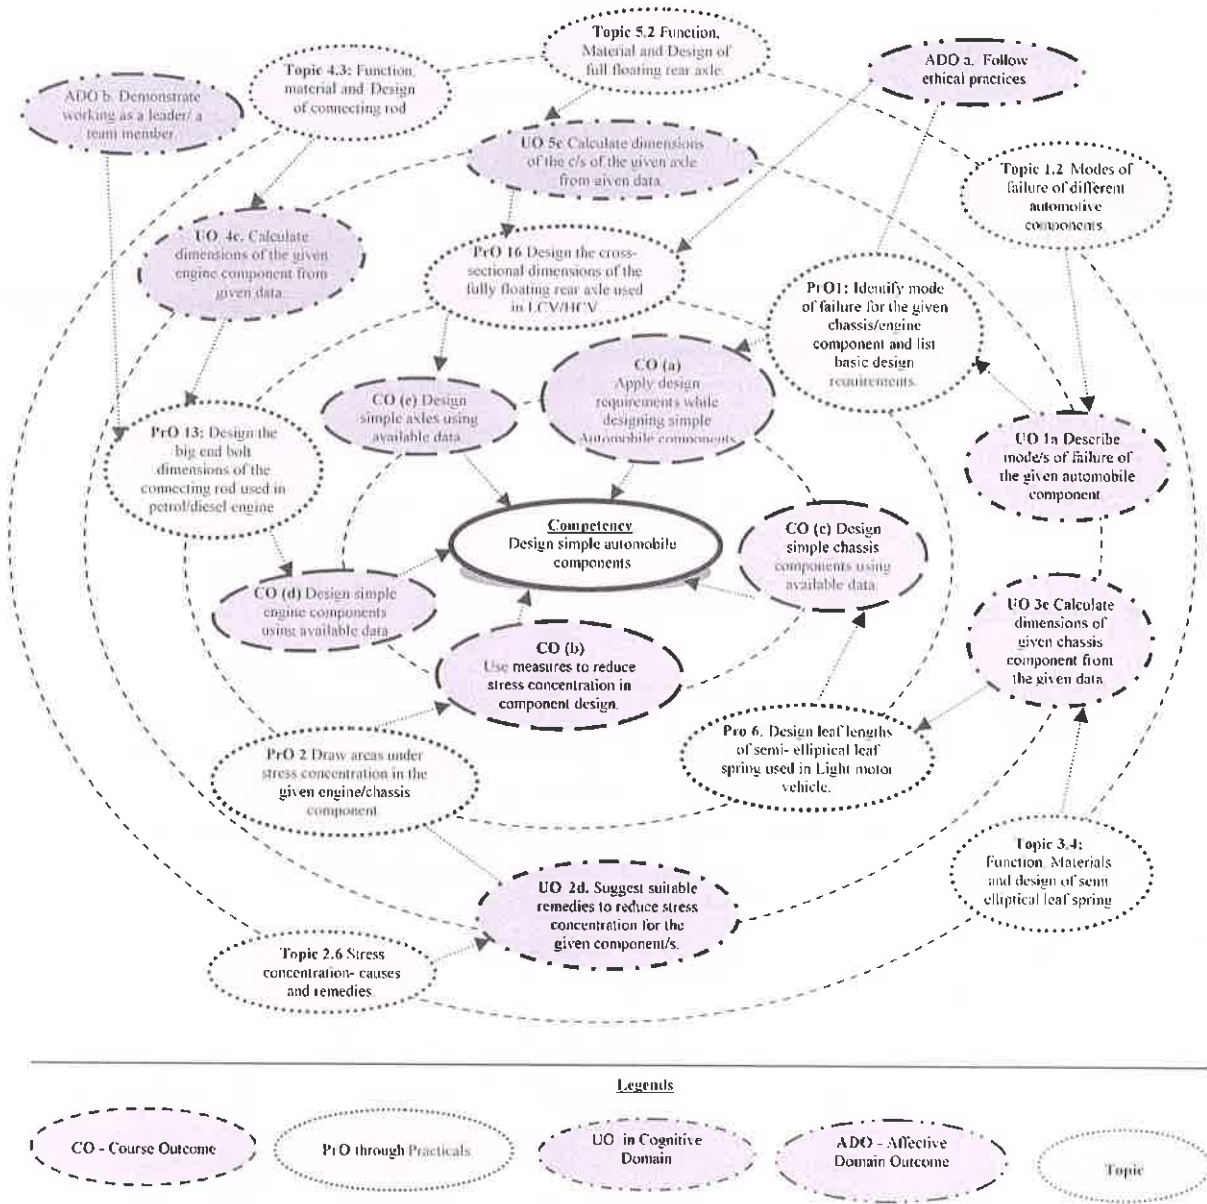 Topic 5.2 Function,
Material and Design of
full floating rear axle.
Topic 4.3: Function,
material and Design
of connecting rod
ADO a. Follow
ethical practices
ADO b. Demonstrate
working as a leader/ a
team member
UO 5e Calculate dimensions
of the c/s of the given axle
from given data.
Topic 1.2 Modes of
failure of different
automotive
components.
UO 4c. Calculate
dimensions of the given
engine component from
given data.
PrO 16 Design the cross-
sectional dimensions of the
fully floating rear axle used
in LCV/HCV
PrO1: Identify mode
of failure for the given
chassis/engine
component and list
basic design
requirements.
CO (a)
Apply design
requirements while
designing simple
Automobile components
CO (e) Design
simple axles using
available data.
PrO 13: Design the
big end bolt
dimensions of the
connecting rod used in
petrol/diesel engine
UO 1a Describe
mode/s of failure of
the given automobile
component
Competency
Design simple automobile
components
CO (c) Design
simple chassis
components using
available data.
CO (d) Design simple
engine components
using available data
UO 3e Calculate
dimensions of
given chassis
component from
the given data.
CO (b)
Use measures to reduce
stress concentration in
component design.
PrO 2 Draw areas under
stress concentration in the
given engine/chassis
component.
Pro 6. Design leaf lengths
of semi- elliptical leaf
spring used in Light motor
vehicle.
Topic 3.4:
Function, Materials
and design of semi
elliptical leaf spring
UO 2d. Suggest suitable
remedies to reduce stress
concentration for the
given component/s.
Topic 2.6 Stress
concentration- causes
and remedies
Legends
CO - Course Outcome
PrO through Practicals
UO in Cognitive
Domain
ADO - Affective
Domain Outcome
Topic